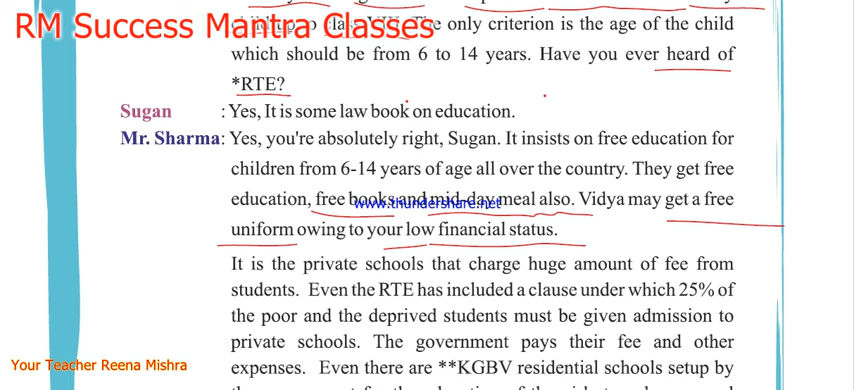 RM Success Mantra Classes
The only criterion is the age of the child
which should be from 6 to 14 years. Have you ever heard of
*RTE?
Sugan : Yes, It is some law book on education.
Mr. Sharma: Yes, you're absolutely right, Sugan. It insists on free education for
children from 6-14 years of age all over the country. They get free
education, free books and mid-day meal also. Vidya may get a free
www.thundershare.net
uniform owing to your low financial status.
It is the private schools that charge huge amount of fee from
students. Even the RTE has included a clause under which 25% of
the poor and the deprived students must be given admission to
private schools. The government pays their fee and other
Your Teacher Reena Mishra
expenses. Even there are **KGBV residential schools setup by